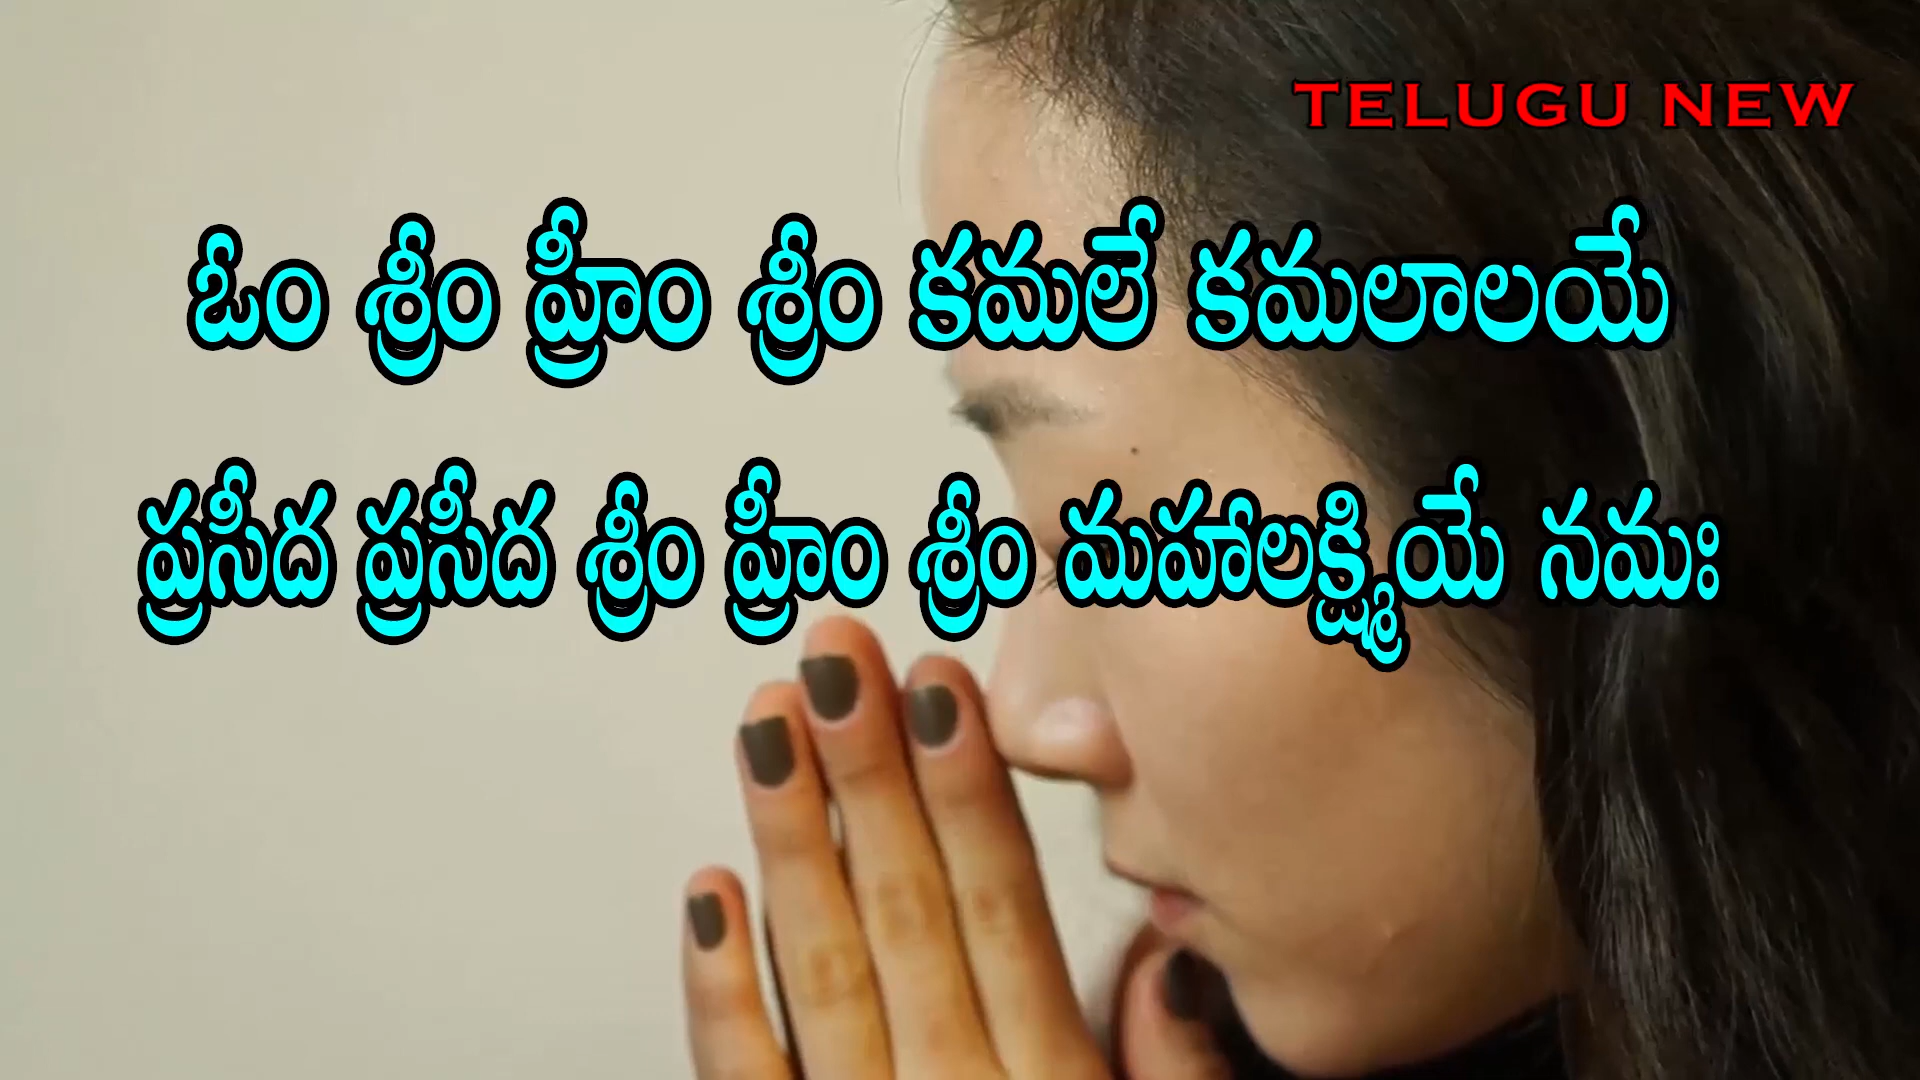 TELUGU NEW
ఓం శ్రీం హ్రీం శ్రీం కమలే కమలాలయే
ప్రసీద ప్రసీద శ్రీం హ్రీం శ్రీం మహాలక్ష్మియే నమః